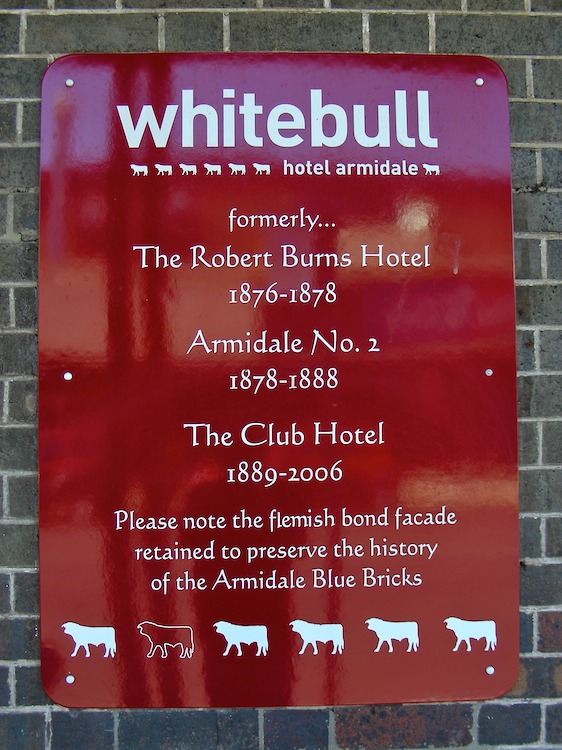 whitebull
hotel armidale
formerly...
The Robert Burns Hotel
1876-1878
Armidale No. 2
1878-1888
The Club Hotel
1889-2006
Please note the flemish bond facade
retained to preserve the history
of the Armidale Blue Bricks